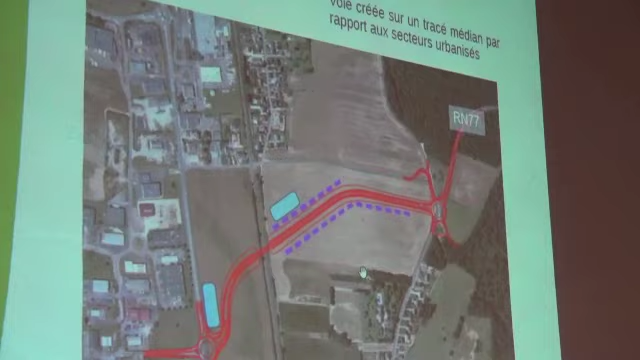 voie créée sur un tracé médian par
rapport aux secteurs urbanisés
RN77